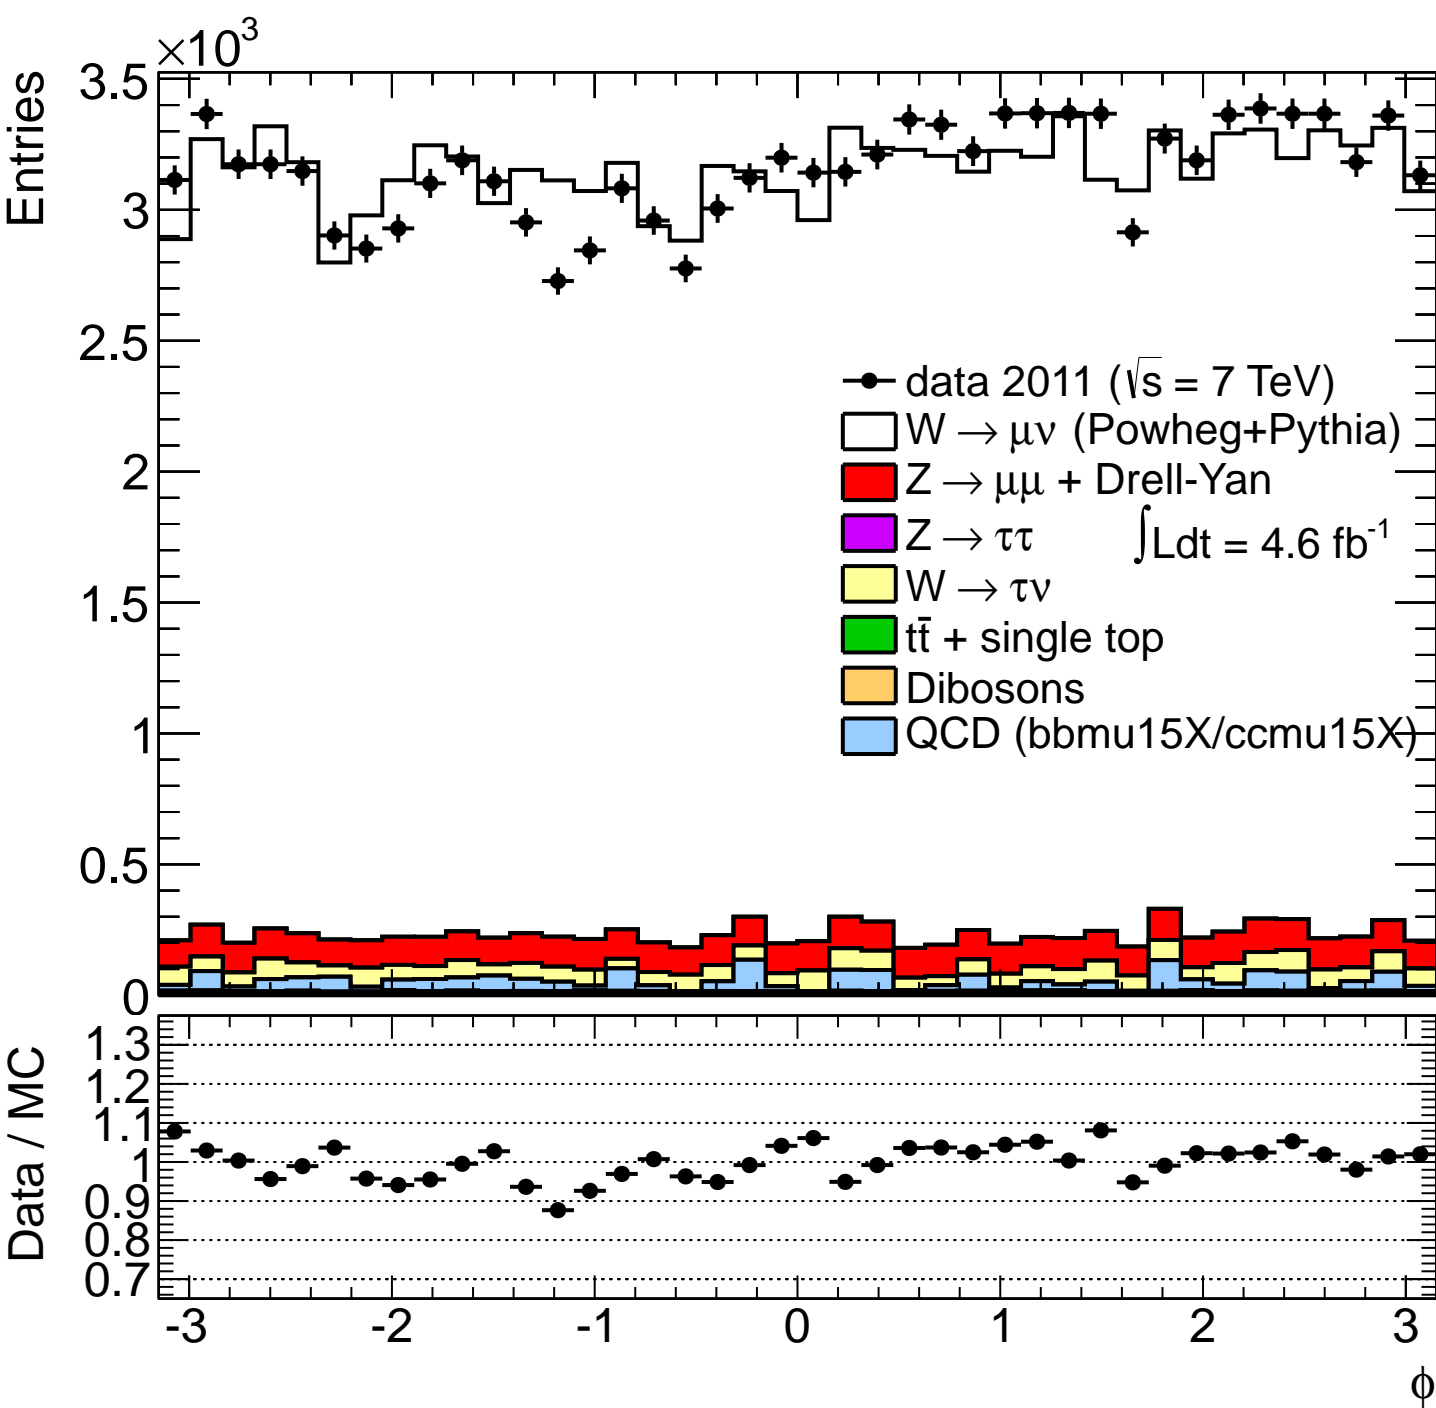 ×10³
Entries
3.5
3
2.5
2
1.5
1
0.5
0
data 2011 (√s = 7 TeV)
W → μν (Powheg+Pythia)
Z → μμ + Drell-Yan
Z → ττ
∫Ldt = 4.6 fb⁻¹
W → τν
tt̄ + single top
Dibosons
QCD (bbmu15X/ccmu15X)
Data / MC
1.3
1.2
1.1
1
0.9
0.8
0.7
-3 -2 -1 0 1 2 3
ϕ